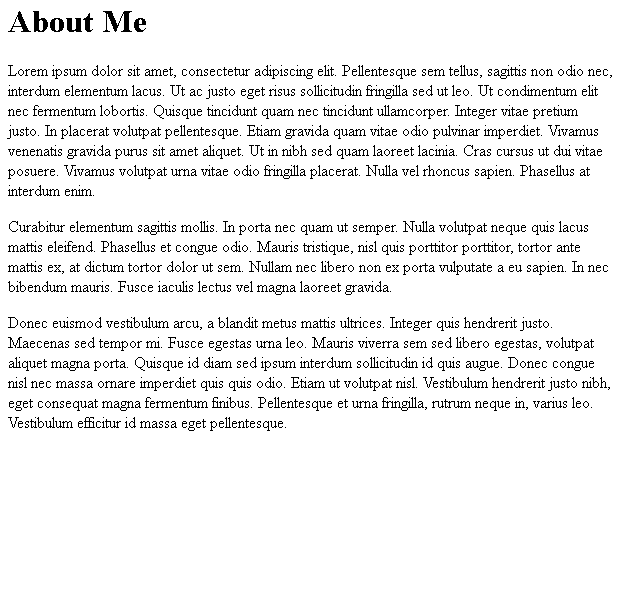 About Me
Lorem ipsum dolor sit amet, consectetur adipiscing elit. Pellentesque sem tellus, sagittis non odio nec,
interdum elementum lacus. Ut ac justo eget risus sollicitudin fringilla sed ut leo. Ut condimentum elit
nec fermentum lobortis. Quisque tincidunt quam nec tincidunt ullamcorper. Integer vitae pretium
justo. In placerat volutpat pellentesque. Etiam gravida quam vitae odio pulvinar imperdiet. Vivamus
venenatis gravida purus sit amet aliquet. Ut in nibh sed quam laoreet lacinia. Cras cursus ut dui vitae
posuere. Vivamus volutpat urna vitae odio fringilla placerat. Nulla vel rhoncus sapien. Phasellus at
interdum enim.
Curabitur elementum sagittis mollis. In porta nec quam ut semper. Nulla volutpat neque quis lacus
mattis eleifend. Phasellus et congue odio. Mauris tristique, nisl quis porttitor porttitor, tortor ante
mattis ex, at dictum tortor dolor ut sem. Nullam nec libero non ex porta vulputate a eu sapien. In nec
bibendum mauris. Fusce iaculis lectus vel magna laoreet gravida.
Donec euismod vestibulum arcu, a blandit metus mattis ultrices. Integer quis hendrerit justo.
Maecenas sed tempor mi. Fusce egestas urna leo. Mauris viverra sem sed libero egestas, volutpat
aliquet magna porta. Quisque id diam sed ipsum interdum sollicitudin id quis augue. Donec congue
nisl nec massa ornare imperdiet quis quis odio. Etiam ut volutpat nisl. Vestibulum hendrerit justo nibh,
eget consequat magna fermentum finibus. Pellentesque et urna fringilla, rutrum neque in, varius leo.
Vestibulum efficitur id massa eget pellentesque.